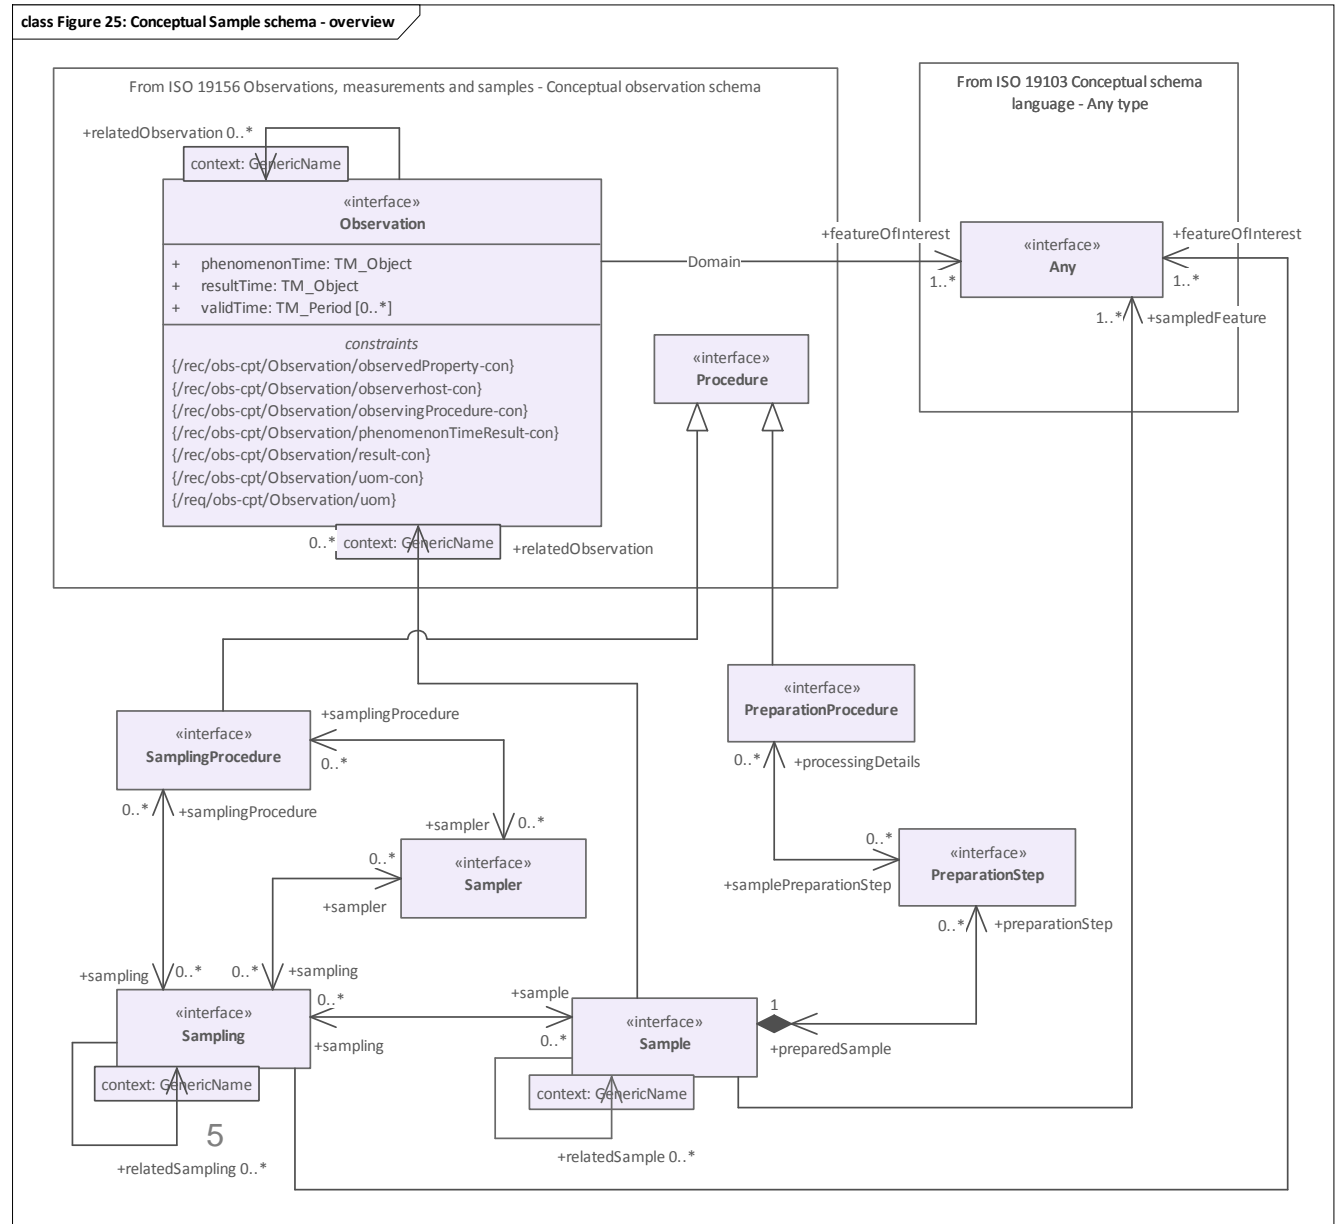 class Figure 25: Conceptual Sample schema - overview
From ISO 19156 Observations, measurements and samples - Conceptual observation schema
From ISO 19103 Conceptual schema
language - Any type
+relatedObservation 0..*
context: GenericName
«interface»
Observation
+ phenomenonTime: TM_Object
+ resultTime: TM_Object
+ validTime: TM_Period [0..*]
constraints
{/rec/obs-cpt/Observation/observedProperty-con}
{/rec/obs-cpt/Observation/observerhost-con}
{/rec/obs-cpt/Observation/observingProcedure-con}
{/rec/obs-cpt/Observation/phenomenonTimeResult-con}
{/rec/obs-cpt/Observation/result-con}
{/rec/obs-cpt/Observation/uom-con}
{/req/obs-cpt/Observation/uom}
0..*
context: GenericName
+relatedObservation
Domain
+featureOfInterest
1..*
«interface»
Any
+featureOfInterest
1..*
1..*
+sampledFeature
«interface»
Procedure
«interface»
PreparationProcedure
0..*
+processingDetails
«interface»
SamplingProcedure
+samplingProcedure
0..*
0..*
+samplingProcedure
+sampler
0..*
«interface»
Sampler
0..*
+sampler
0..*
+samplePreparationStep
«interface»
PreparationStep
0..*
+preparationStep
+sampling
0..*
0..*
+sampling
«interface»
Sampling
0..*
+sampling
+sample
0..*
«interface»
Sample
1
+preparedSample
context: GenericName
5
+relatedSampling 0..*
context: GenericName
+relatedSample 0..*